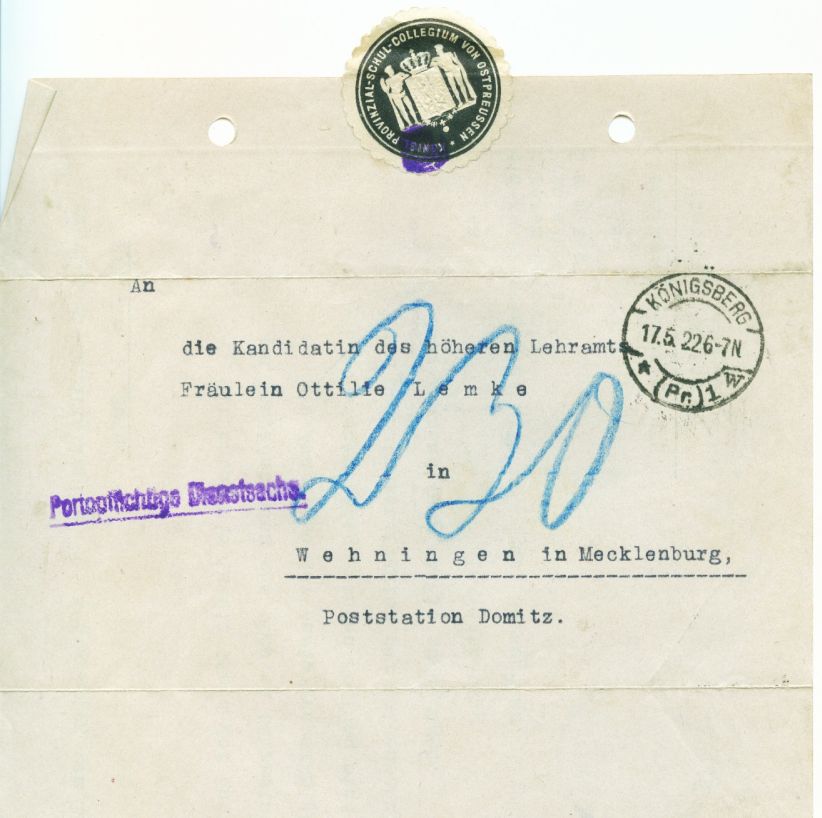 KÖNIGL. PROVINZIAL-SCHUL-COLLEGIUM VON OSTPREUSSEN *
An
KÖNIGSBERG
17.5.22 6-7N
* (Pr.) 1 W
die Kandidatin des höheren Lehramts
Fräulein Ottilie Lemke
230
in
Portopflichtige Dienstsache.
Wehningen in Mecklenburg,
Poststation Domitz.